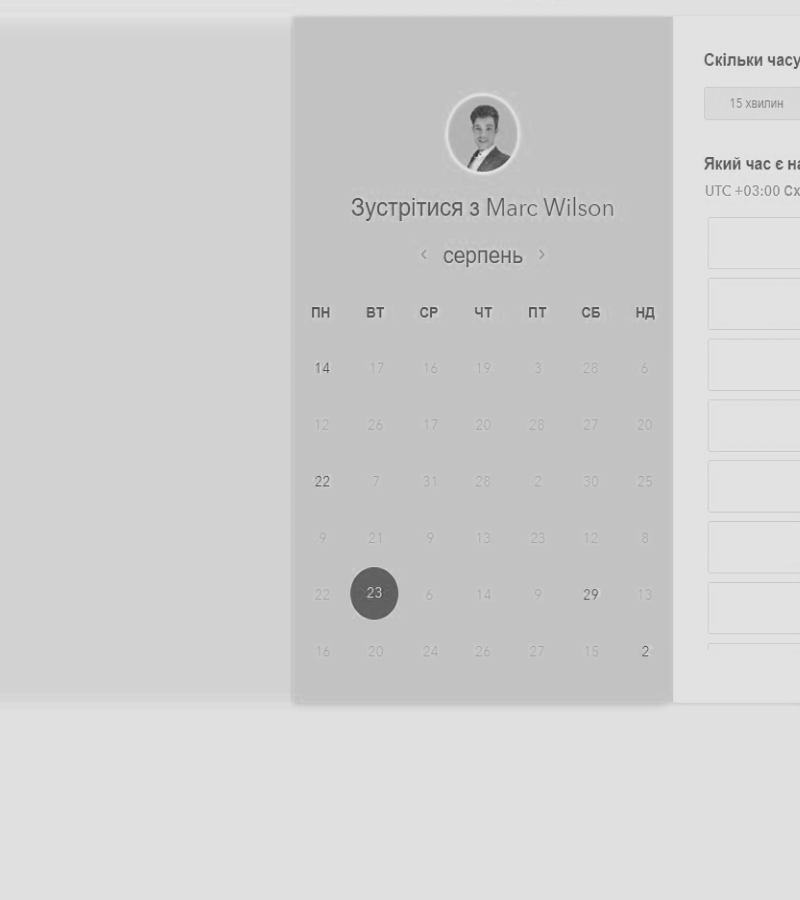 Зустрітися з Marc Wilson
‹ серпень ›
ПН ВТ СР ЧТ ПТ СБ НД
14 17 16 19 3 28 6
12 26 17 20 28 27 20
22 7 31 28 2 30 25
9 21 9 13 23 12 8
22 23 6 14 9 29 13
16 20 24 26 27 15 2
Скільки часу
15 хвилин
Який час є
UTC +03:00